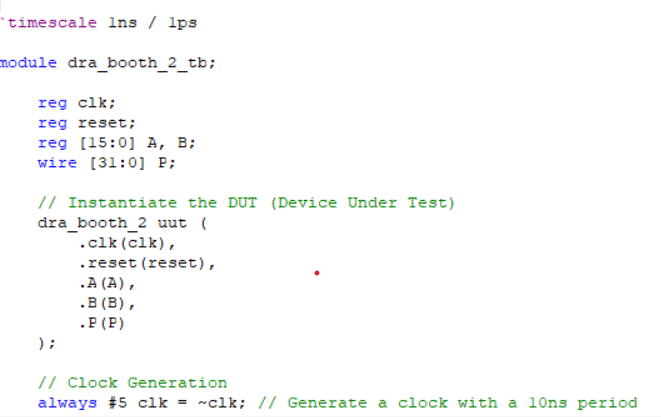 `timescale 1ns / 1ps
module dra_booth_2_tb;
reg clk;
reg reset;
reg [15:0] A, B;
wire [31:0] P;
// Instantiate the DUT (Device Under Test)
dra_booth_2 uut (
.clk(clk),
.reset(reset),
.A(A),
.B(B),
.P(P)
);
// Clock Generation
always #5 clk = ~clk; // Generate a clock with a 10ns period